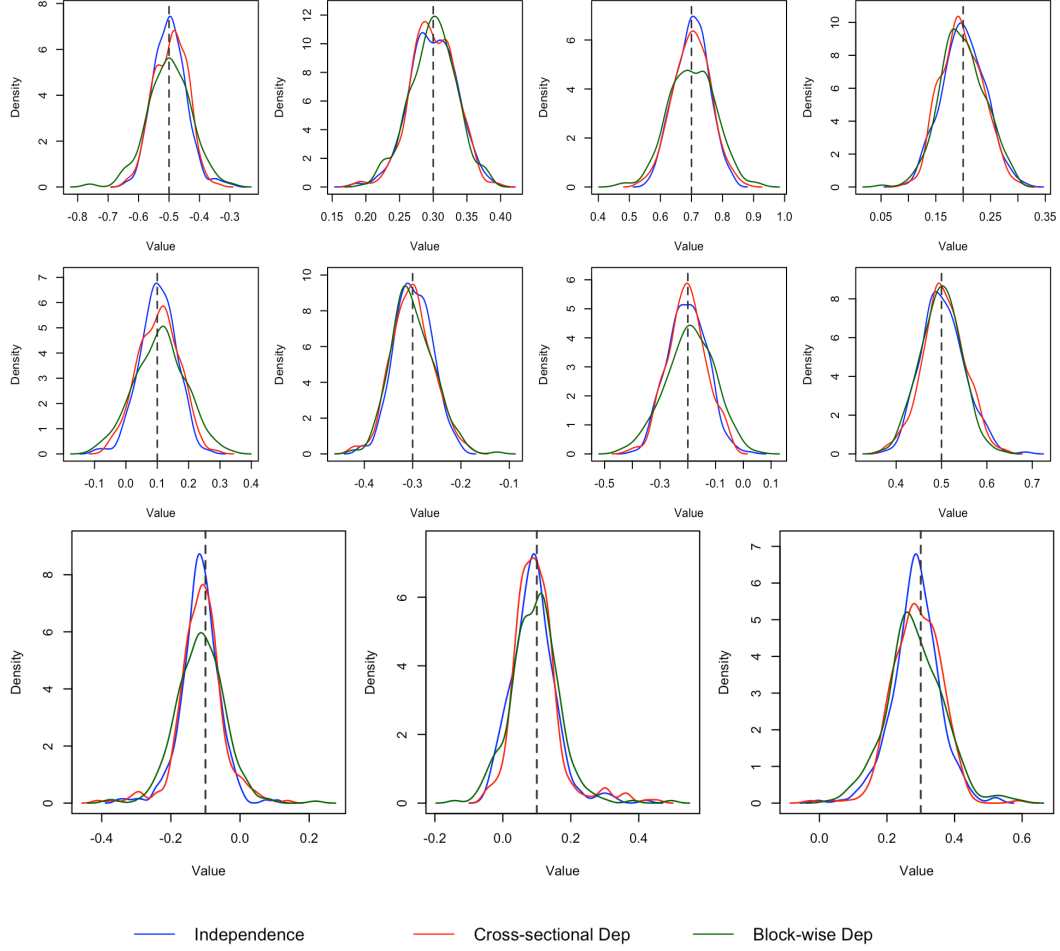 0 2 4 6 8
Density
-0.8 -0.7 -0.6 -0.5 -0.4 -0.3
Value
0 2 4 6 8 10 12
Density
0.15 0.20 0.25 0.30 0.35 0.40
Value
0 2 4 6
Density
0.4 0.5 0.6 0.7 0.8 0.9 1.0
Value
0 2 4 6 8 10
Density
0.05 0.15 0.25 0.35
Value
0 1 2 3 4 5 6 7
Density
-0.1 0.0 0.1 0.2 0.3 0.4
Value
0 2 4 6 8 10
Density
-0.4 -0.3 -0.2 -0.1
Value
0 1 2 3 4 5 6
Density
-0.5 -0.3 -0.1 0.1
Value
0 2 4 6 8
Density
0.4 0.5 0.6 0.7
Value
0 2 4 6 8
Density
-0.4 -0.2 0.0 0.2
Value
0 2 4 6
Density
-0.2 0.0 0.2 0.4
Value
0 1 2 3 4 5 6 7
Density
0.0 0.2 0.4 0.6
Value
Independence
Cross-sectional Dep
Block-wise Dep